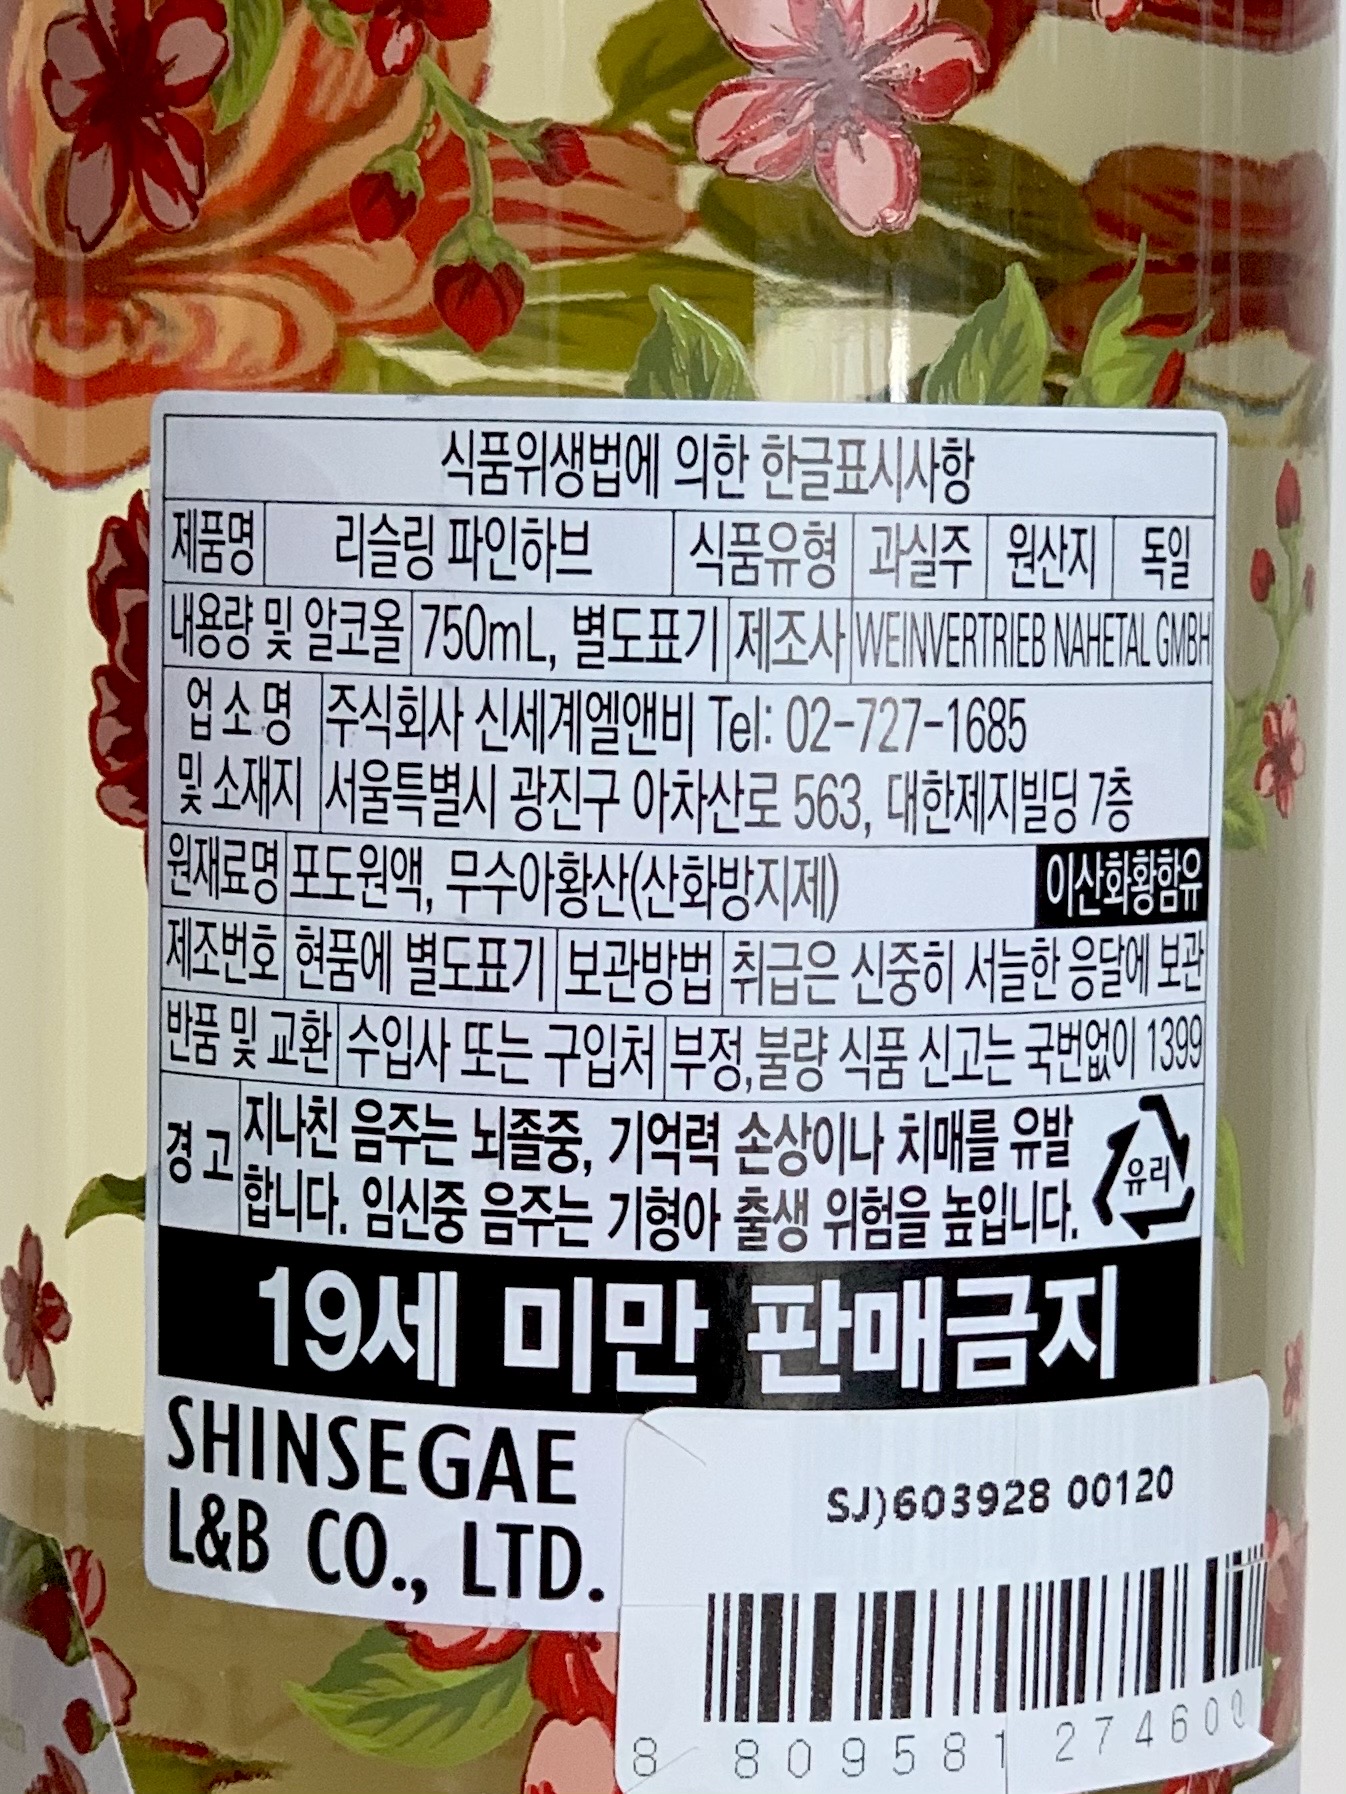 식품위생법에 의한 한글표시사항
제품명 리슬링 파인하브 식품유형 과실주 원산지 독일
내용량 및 알코올 750mL, 별도표기 제조사 WEINVERTRIEB NAHETAL GMBH
업소명 주식회사 신세계엘앤비 Tel: 02-727-1685
및 소재지 서울특별시 광진구 아차산로 563, 대한제지빌딩 7층
원재료명 포도원액, 무수아황산(산화방지제) 이산화황함유
제조번호 현품에 별도표기 보관방법 취급은 신중히 서늘한 응달에 보관
반품 및 교환 수입사 또는 구입처 부정,불량 식품 신고는 국번없이 1399
경고 지나친 음주는 뇌졸중, 기억력 손상이나 치매를 유발
합니다. 임신중 음주는 기형아 출생 위험을 높입니다.
유리
19세 미만 판매금지
SHINSEGAE
L&B CO., LTD.
SJ)603928 00120
8 809581 274600